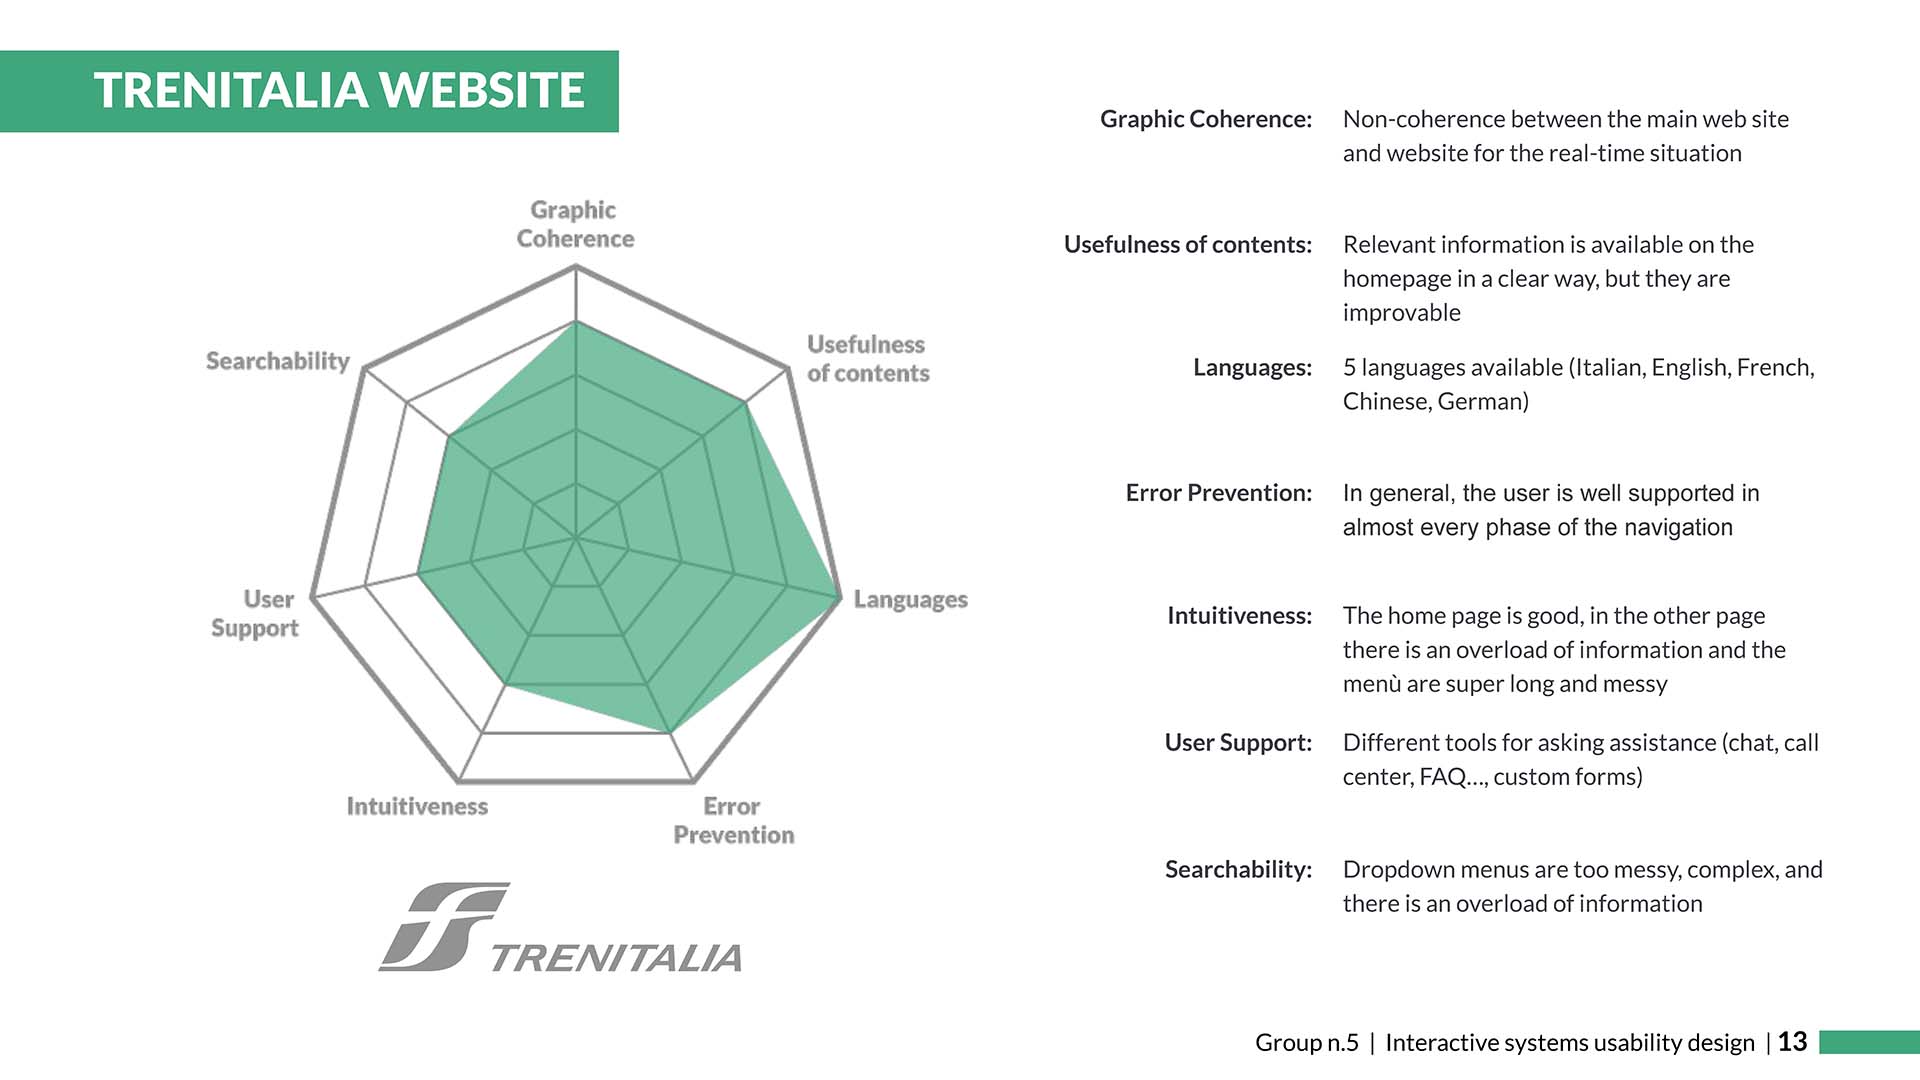 TRENITALIA WEBSITE
Graphic
Coherence
Usefulness
of contents
Searchability
Languages
User
Support
Intuitiveness
Error
Prevention
TRENITALIA
Graphic Coherence: Non-coherence between the main web site
and website for the real-time situation
Usefulness of contents: Relevant information is available on the
homepage in a clear way, but they are
improvable
Languages: 5 languages available (Italian, English, French,
Chinese, German)
Error Prevention: In general, the user is well supported in
almost every phase of the navigation
Intuitiveness: The home page is good, in the other page
there is an overload of information and the
menù are super long and messy
User Support: Different tools for asking assistance (chat, call
center, FAQ..., custom forms)
Searchability: Dropdown menus are too messy, complex, and
there is an overload of information
Group n.5 | Interactive systems usability design | 13